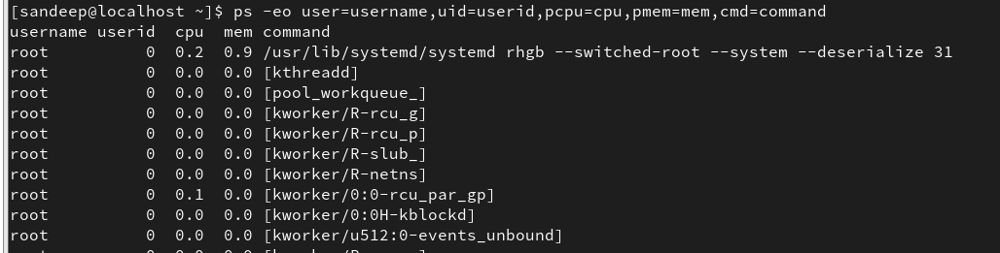 [sandeep@localhost ~]$ ps -eo user=username,uid=userid,pcpu=cpu,pmem=mem,cmd=command
username userid  cpu  mem command
root          0  0.2  0.9 /usr/lib/systemd/systemd rhgb --switched-root --system --deserialize 31
root          0  0.0  0.0 [kthreadd]
root          0  0.0  0.0 [pool_workqueue_]
root          0  0.0  0.0 [kworker/R-rcu_g]
root          0  0.0  0.0 [kworker/R-rcu_p]
root          0  0.0  0.0 [kworker/R-slub_]
root          0  0.0  0.0 [kworker/R-netns]
root          0  0.1  0.0 [kworker/0:0-rcu_par_gp]
root          0  0.0  0.0 [kworker/0:0H-kblockd]
root          0  0.0  0.0 [kworker/u512:0-events_unbound]